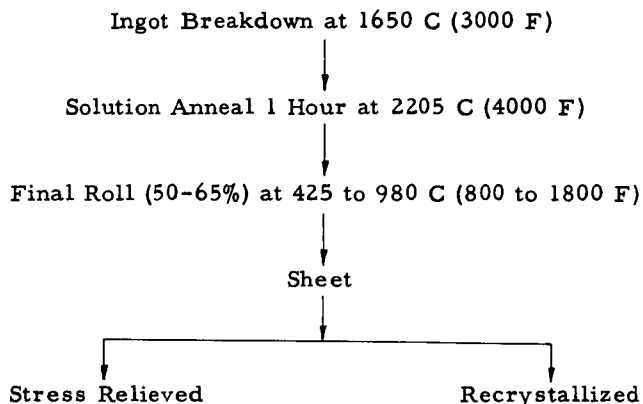 Ingot Breakdown at 1650 C (3000 F)
Solution Anneal 1 Hour at 2205 C (4000 F)
Final Roll (50-65%) at 425 to 980 C (800 to 1800 F)
Sheet
Stress Relieved
Recrystallized